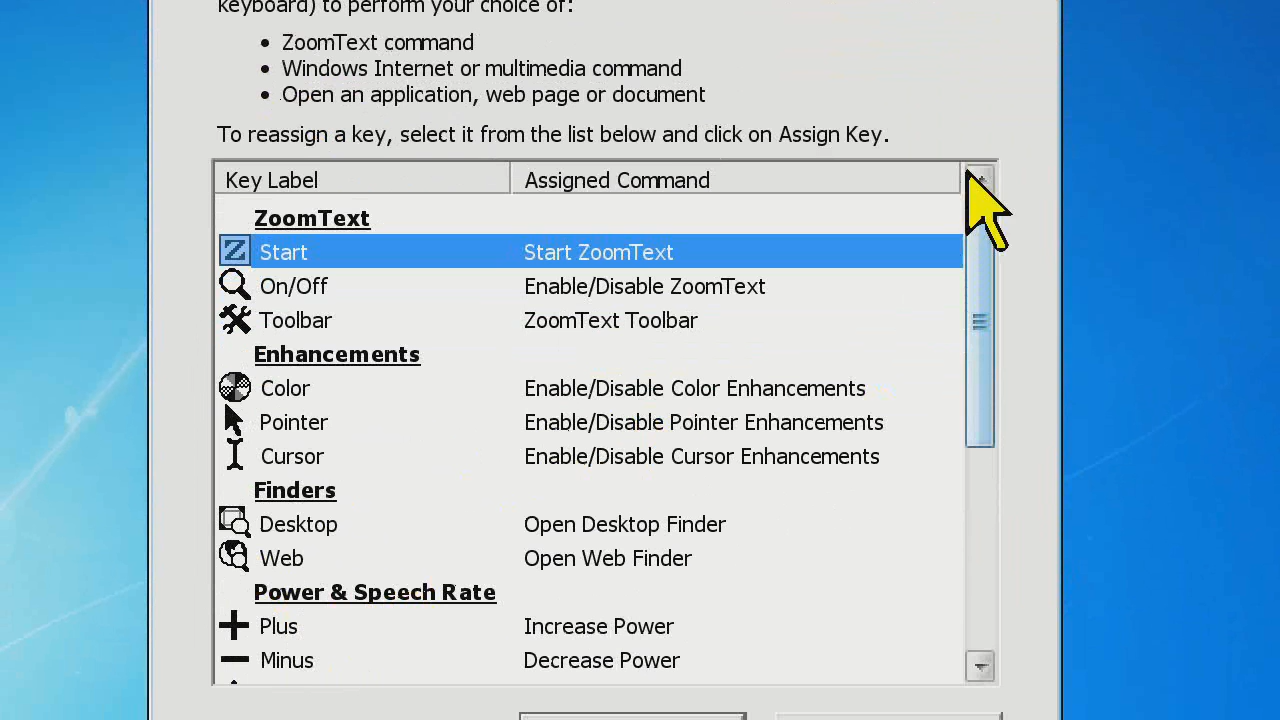 keyboard) to perform your choice of:
• ZoomText command
• Windows Internet or multimedia command
• Open an application, web page or document
To reassign a key, select it from the list below and click on Assign Key.
Key Label Assigned Command
ZoomText
Start Start ZoomText
On/Off Enable/Disable ZoomText
Toolbar ZoomText Toolbar
Enhancements
Color Enable/Disable Color Enhancements
Pointer Enable/Disable Pointer Enhancements
Cursor Enable/Disable Cursor Enhancements
Finders
Desktop Open Desktop Finder
Web Open Web Finder
Power & Speech Rate
Plus Increase Power
Minus Decrease Power